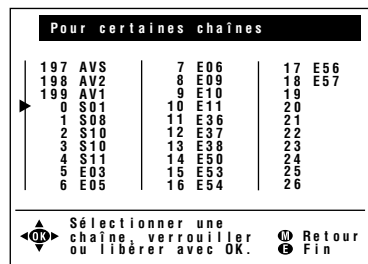 Pour certaines chaînes
197 AVS
198 AV2
199 AV1
0 S01
1 S08
2 S10
3 S10
4 S11
5 E03
6 E05
7 E06
8 E09
9 E10
10 E11
11 E36
12 E37
13 E38
14 E50
15 E53
16 E54
17 E56
18 E57
19
20
21
22
23
24
25
26
OK
Sélectionner une
chaîne, verrouiller
ou libérer avec OK.
M Retour
E Fin